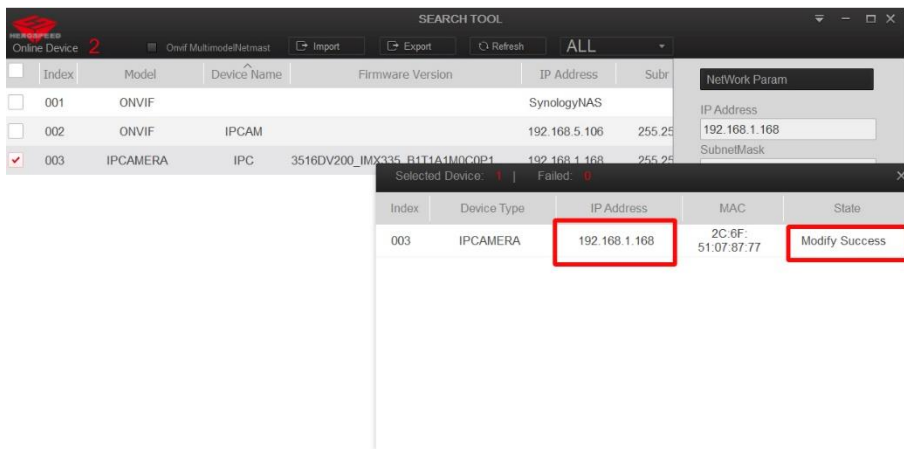 SEARCH TOOL
HEROSPEED
Online Device 2
Onvif MultimodelNetmast
Import
Export
Refresh
ALL
Index Model Device Name Firmware Version IP Address Subr
001 ONVIF SynologyNAS
002 ONVIF IPCAM 192.168.5.106 255.25
003 IPCAMERA IPC 3516DV200_IMX335_B1T1A1M0C0P1 192.168.1.168 255.25
NetWork Param
IP Address
192.168.1.168
SubnetMask
Selected Device: 1 | Failed: 0
Index Device Type IP Address MAC State
003 IPCAMERA 192.168.1.168 2C:6F:
51:07:87:77 Modify Success